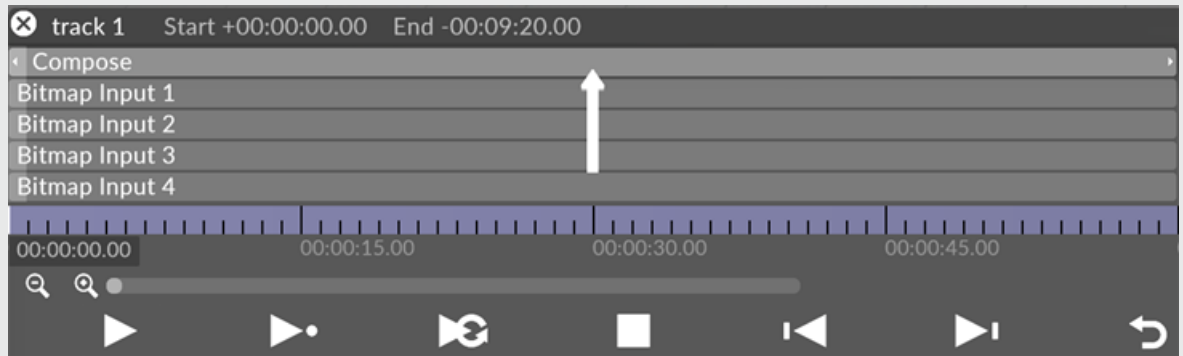 track 1 Start +00:00:00.00 End -00:09:20.00
Compose
Bitmap Input 1
Bitmap Input 2
Bitmap Input 3
Bitmap Input 4
00:00:00.00 00:00:15.00 00:00:30.00 00:00:45.00